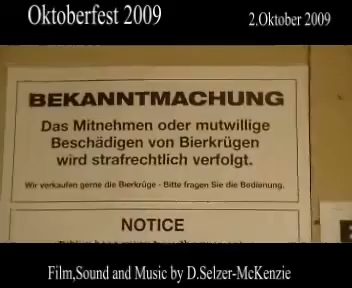 Oktoberfest 2009
2.Oktober 2009
BEKANNTMACHUNG
Das Mitnehmen oder mutwillige
Beschädigen von Bierkrügen
wird strafrechtlich verfolgt.
Wir verkaufen gerne die Bierkrüge - Bitte fragen Sie die Bedienung.
NOTICE
Film,Sound and Music by D.Selzer-McKenzie